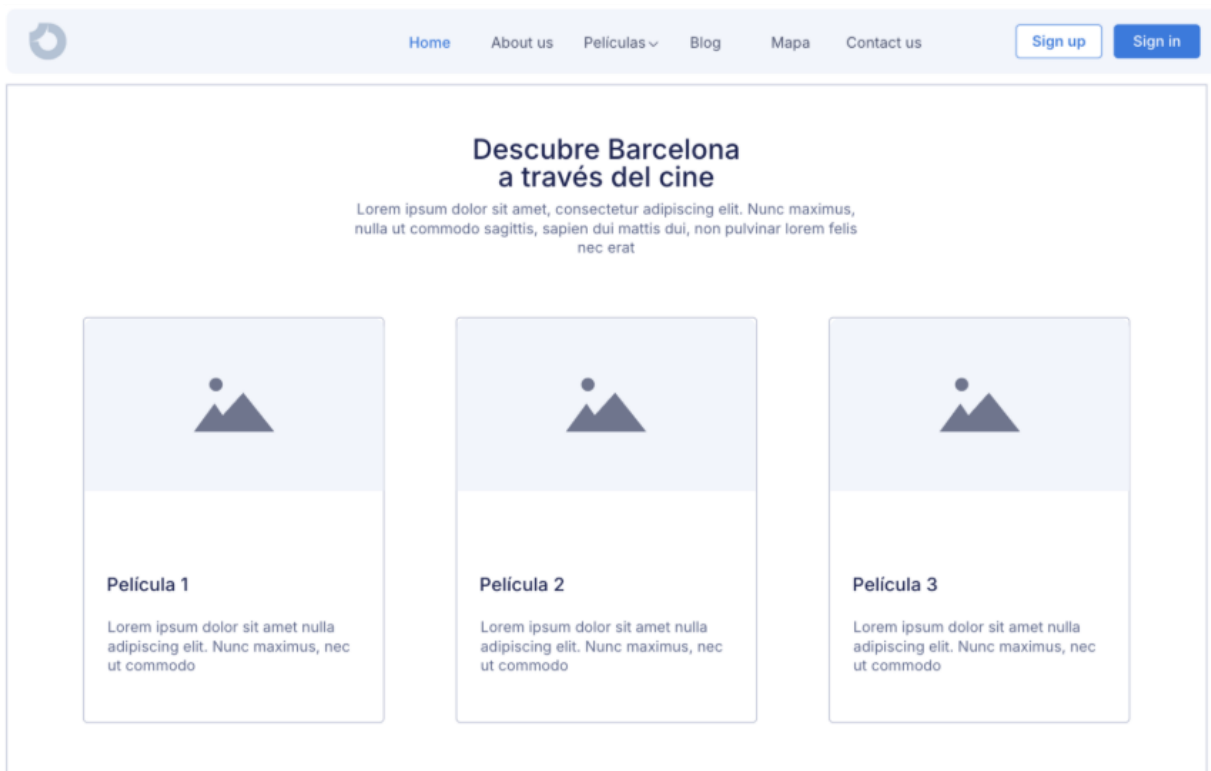 Home About us Películas Blog Mapa Contact us Sign up Sign in
Descubre Barcelona
a través del cine
Lorem ipsum dolor sit amet, consectetur adipiscing elit. Nunc maximus,
nulla ut commodo sagittis, sapien dui mattis dui, non pulvinar lorem felis
nec erat
Película 1
Lorem ipsum dolor sit amet nulla
adipiscing elit. Nunc maximus, nec
ut commodo
Película 2
Lorem ipsum dolor sit amet nulla
adipiscing elit. Nunc maximus, nec
ut commodo
Película 3
Lorem ipsum dolor sit amet nulla
adipiscing elit. Nunc maximus, nec
ut commodo